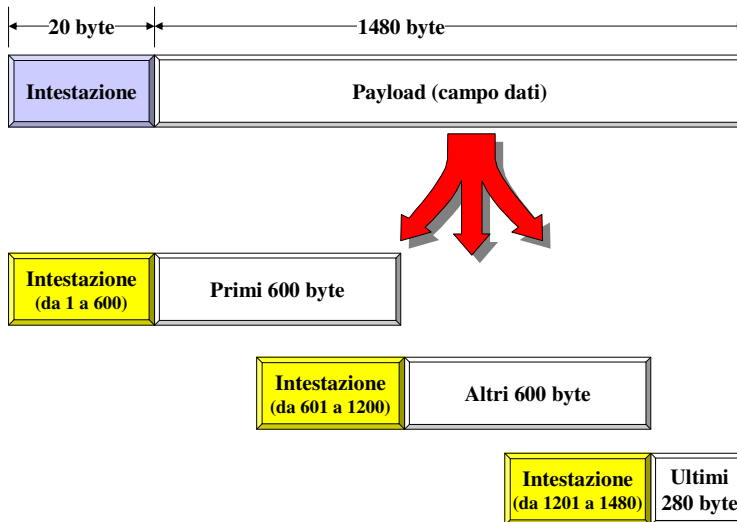 20 byte
1480 byte
Intestazione
Payload (campo dati)
Intestazione
(da 1 a 600)
Primi 600 byte
Intestazione
(da 601 a 1200)
Altri 600 byte
Intestazione
(da 1201 a 1480)
Ultimi
280 byte